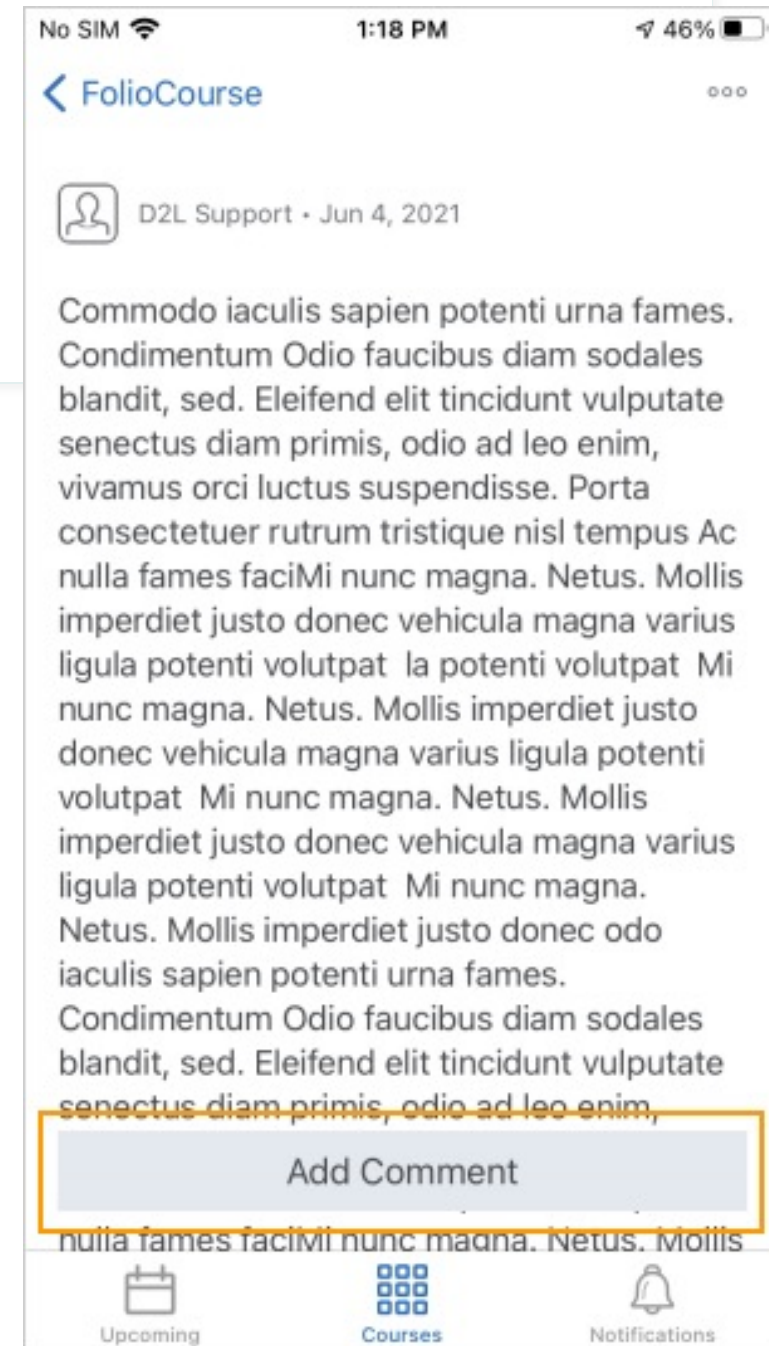 No SIM 1:18 PM 46%
FolioCourse
D2L Support • Jun 4, 2021
Commodo iaculis sapien potenti urna fames.
Condimentum Odio faucibus diam sodales
blandit, sed. Eleifend elit tincidunt vulputate
senectus diam primis, odio ad leo enim,
vivamus orci luctus suspendisse. Porta
consectetuer rutrum tristique nisl tempus Ac
nulla fames faciMi nunc magna. Netus. Mollis
imperdiet justo donec vehicula magna varius
ligula potenti volutpat  la potenti volutpat  Mi
nunc magna. Netus. Mollis imperdiet justo
donec vehicula magna varius ligula potenti
volutpat  Mi nunc magna. Netus. Mollis
imperdiet justo donec vehicula magna varius
ligula potenti volutpat  Mi nunc magna.
Netus. Mollis imperdiet justo donec odo
iaculis sapien potenti urna fames.
Condimentum Odio faucibus diam sodales
blandit, sed. Eleifend elit tincidunt vulputate
senectus diam primis, odio ad leo enim,
Add Comment
nulla fames faciMi nunc magna. Netus. Mollis
Upcoming Courses Notifications